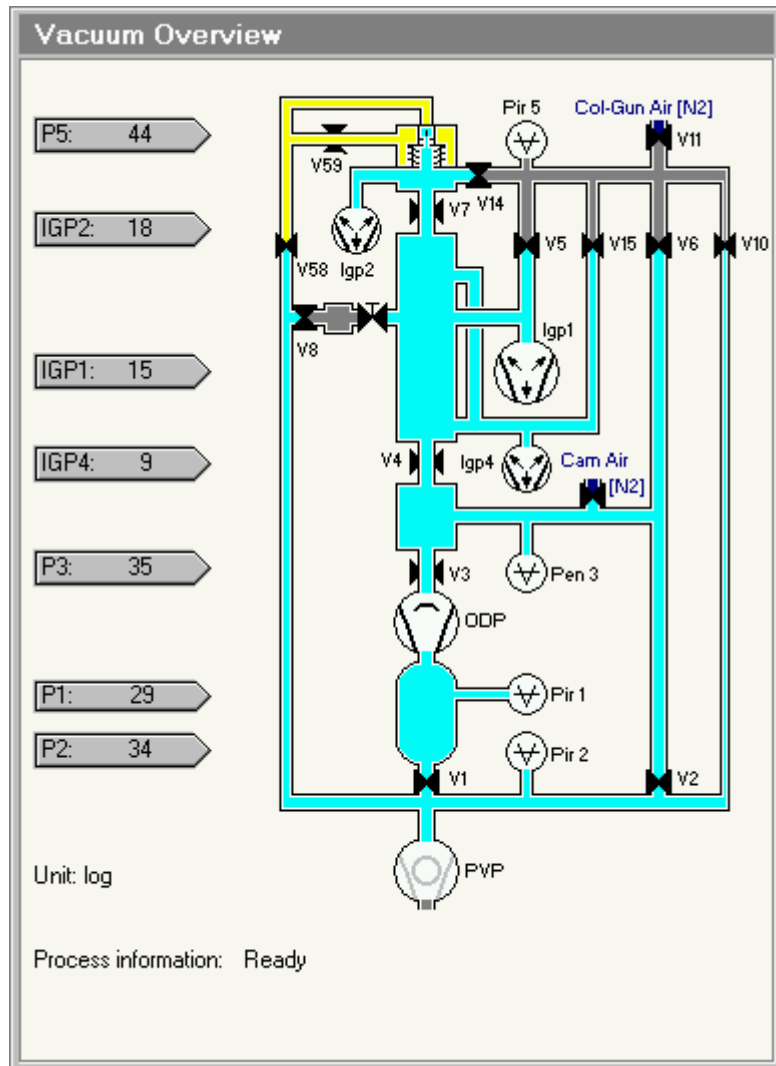 Vacuum Overview
P5: 44
IGP2: 18
IGP1: 15
IGP4: 9
P3: 35
P1: 29
P2: 34
Pir 5
Col-Gun Air [N2]
V11
V59
V7
V14
Igp2
V58
V5
V15
V6
V10
V8
Igp1
V4
Igp4
Cam Air
[N2]
V3
Pen 3
ODP
Pir 1
Pir 2
V1
V2
PVP
Unit: log
Process information: Ready